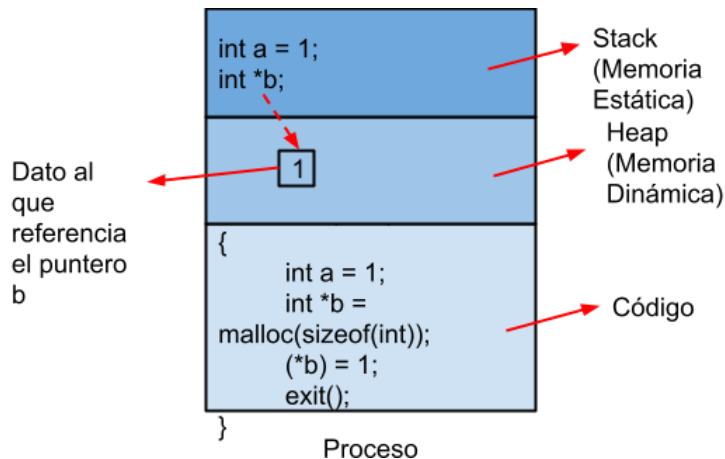 int a = 1;
int *b;
Stack
(Memoria
Estática)
1
Heap
(Memoria
Dinámica)
Dato al
que
referencia
el puntero
b
{
int a = 1;
int *b =
malloc(sizeof(int));
(*b) = 1;
exit();
}
Código
Proceso